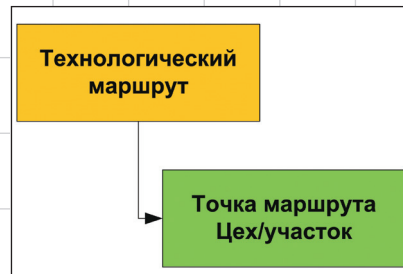 Технологический
маршрут
Точка маршрута
Цех/участок